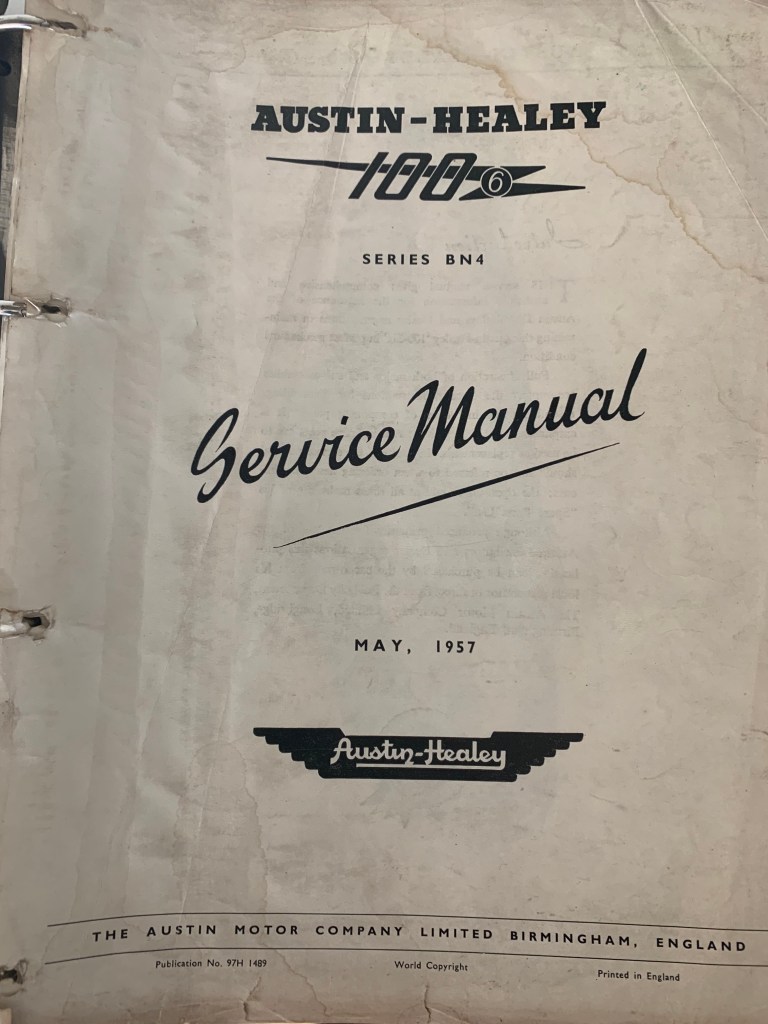 AUSTIN-HEALEY
100 6
SERIES BN4
Service Manual
MAY, 1957
Austin-Healey
THE AUSTIN MOTOR COMPANY LIMITED BIRMINGHAM, ENGLAND
Publication No. 97H 1489 World Copyright Printed in England